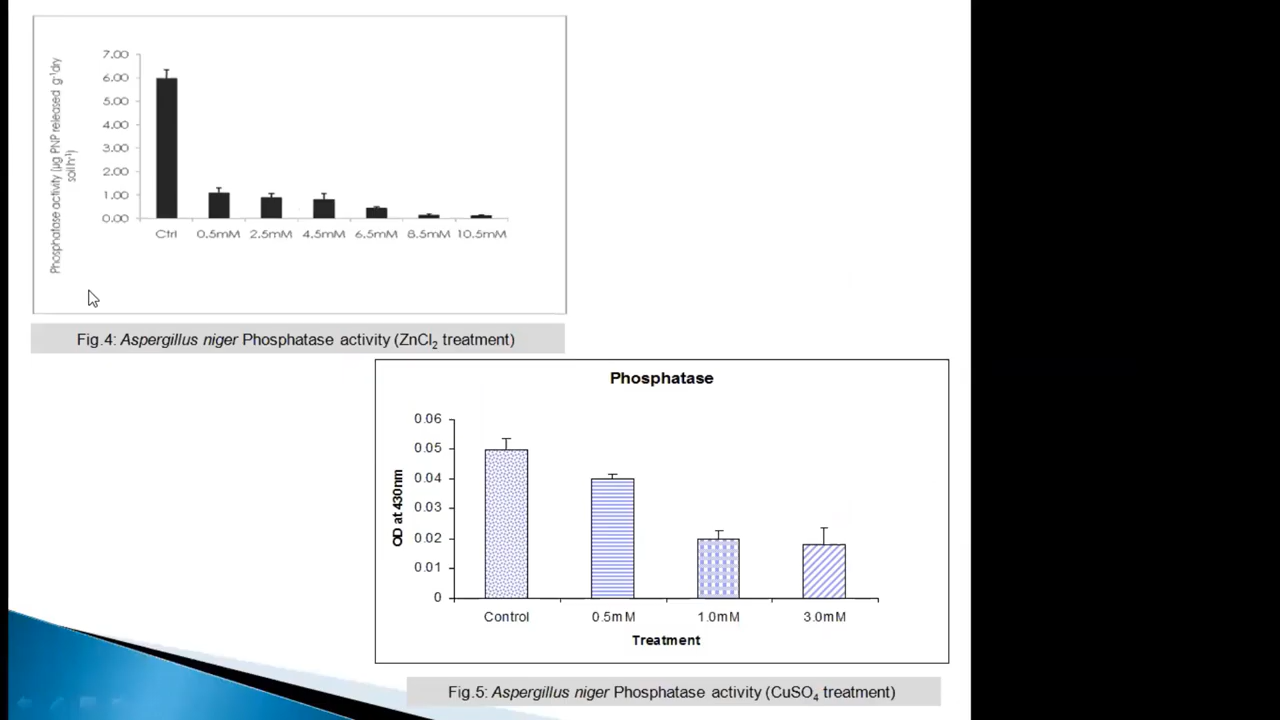 Phosphatase activity (µg PNP released g⁻¹dry
soil hr⁻¹)
7.00
6.00
5.00
4.00
3.00
2.00
1.00
0.00
Ctrl 0.5mM 2.5mM 4.5mM 6.5mM 8.5mM 10.5mM
Fig.4: Aspergillus niger Phosphatase activity (ZnCl₂ treatment)
Phosphatase
OD at 430nm
0.06
0.05
0.04
0.03
0.02
0.01
0
Control 0.5mM 1.0mM 3.0mM
Treatment
Fig.5: Aspergillus niger Phosphatase activity (CuSO₄ treatment)